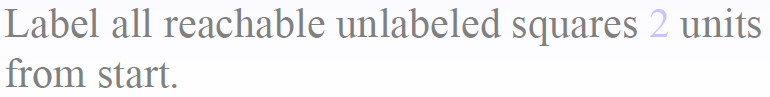 Label all reachable unlabeled squares 2 units
from start.